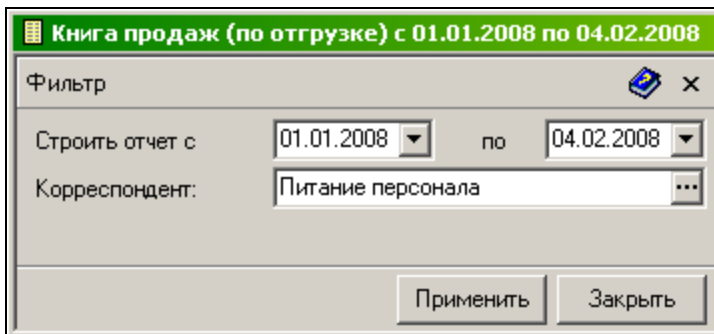 Книга продаж (по отгрузке) с 01.01.2008 по 04.02.2008
Фильтр
Строить отчет с 01.01.2008 по 04.02.2008
Корреспондент: Питание персонала ...
Применить Закрыть